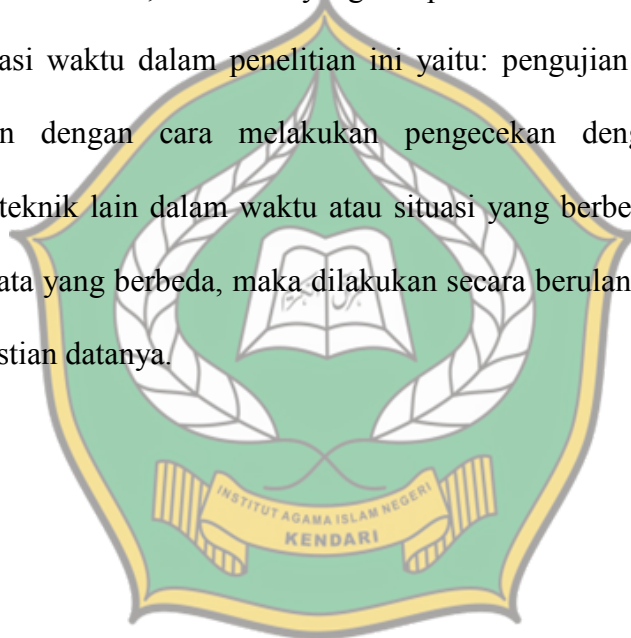 asi waktu dalam penelitian ini yaitu: pengujian
n dengan cara melakukan pengecekan deng
teknik lain dalam waktu atau situasi yang berbe
ata yang berbeda, maka dilakukan secara berulan
stian datanya.
INSTITUT AGAMA ISLAM NEGERI
KENDARI